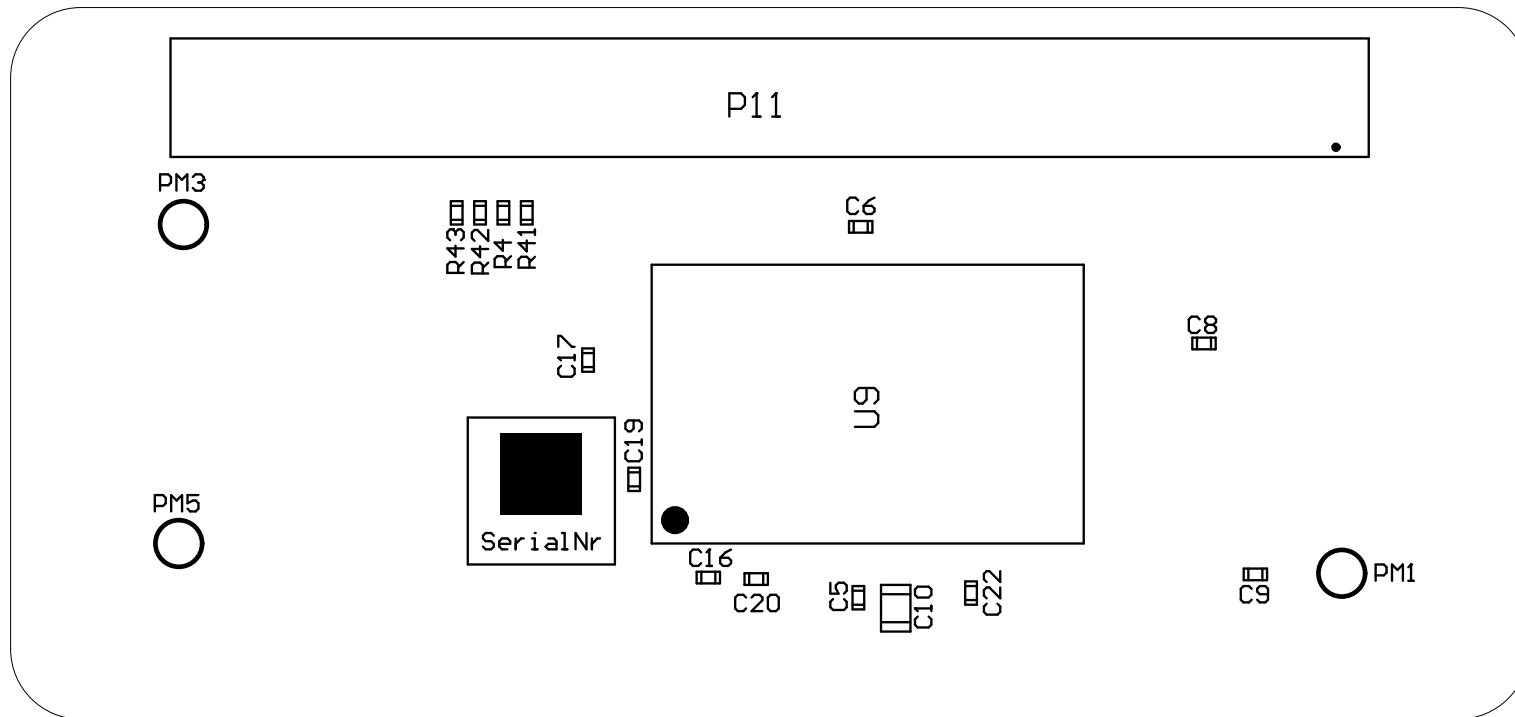 P11
PM3
C6
R43
R42
R4
R41
C8
C17
U9
C19
PM5
SerialNr
C16
C20
C5
C10
C22
C9
PM1